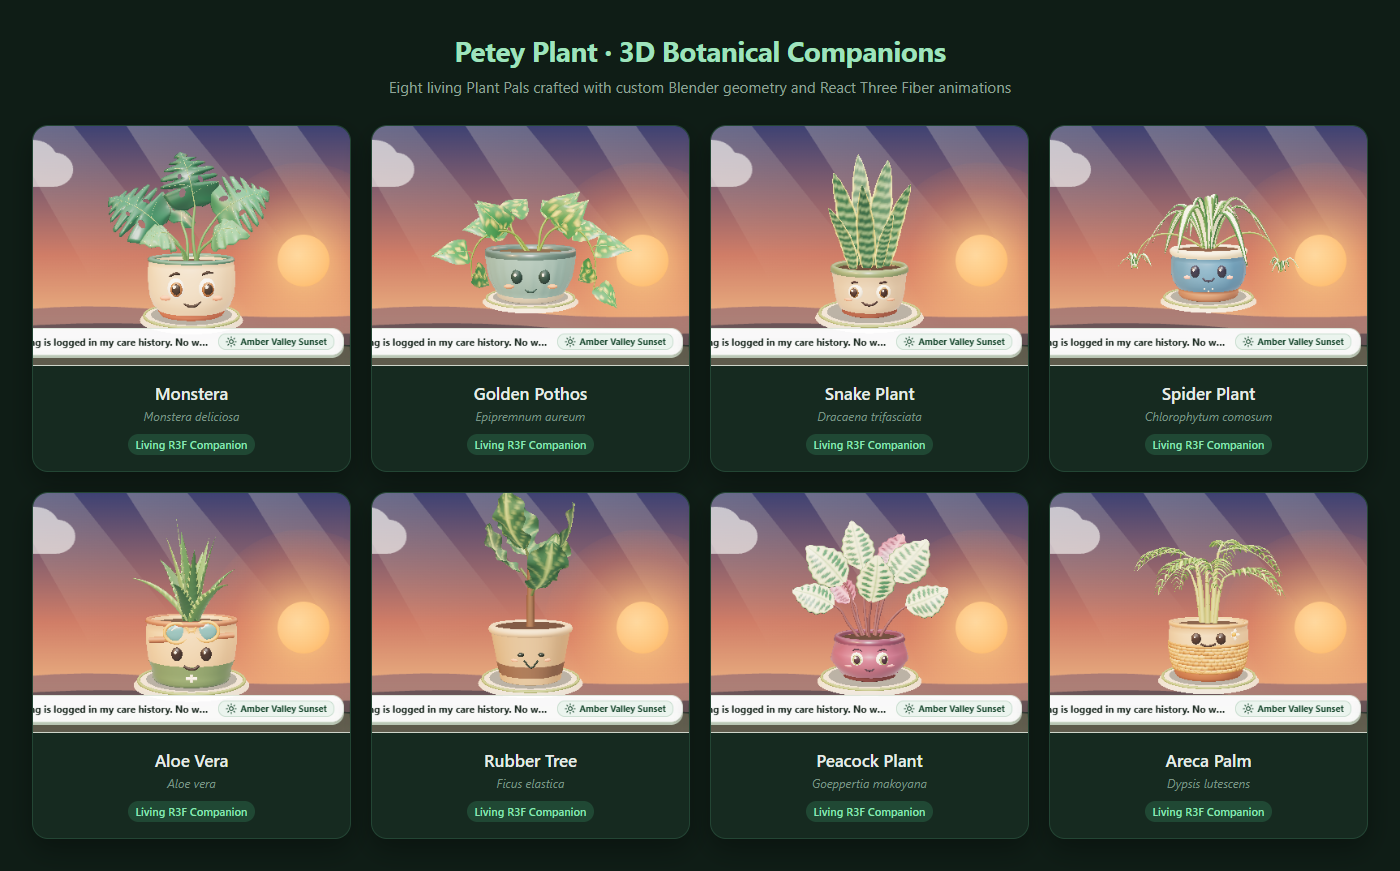 Petey Plant · 3D Botanical Companions
Eight living Plant Pals crafted with custom Blender geometry and React Three Fiber animations
ng is logged in my care history. No w... Amber Valley Sunset
ng is logged in my care history. No w... Amber Valley Sunset
ng is logged in my care history. No w... Amber Valley Sunset
ng is logged in my care history. No w... Amber Valley Sunset
Monstera
Monstera deliciosa
Living R3F Companion
Golden Pothos
Epipremnum aureum
Living R3F Companion
Snake Plant
Dracaena trifasciata
Living R3F Companion
Spider Plant
Chlorophytum comosum
Living R3F Companion
ng is logged in my care history. No w... Amber Valley Sunset
ng is logged in my care history. No w... Amber Valley Sunset
ng is logged in my care history. No w... Amber Valley Sunset
ng is logged in my care history. No w... Amber Valley Sunset
Aloe Vera
Aloe vera
Living R3F Companion
Rubber Tree
Ficus elastica
Living R3F Companion
Peacock Plant
Goeppertia makoyana
Living R3F Companion
Areca Palm
Dypsis lutescens
Living R3F Companion